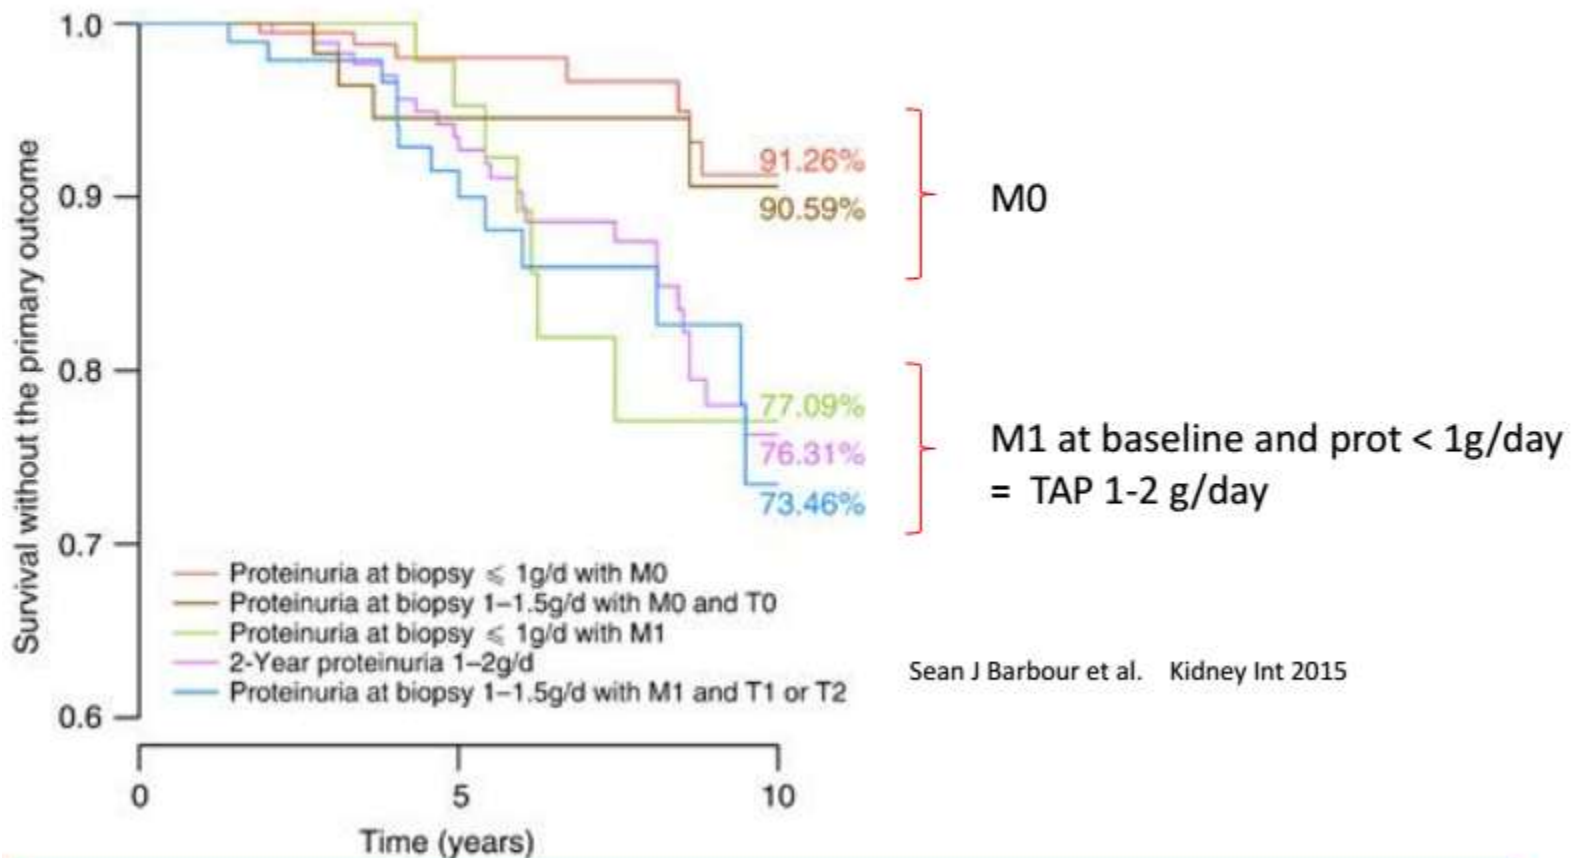 Survival without the primary outcome
1.0
0.9
0.8
0.7
0.6
91.26%
90.59%
77.09%
76.31%
73.46%
Proteinuria at biopsy ⩽ 1g/d with M0
Proteinuria at biopsy 1–1.5g/d with M0 and T0
Proteinuria at biopsy ⩽ 1g/d with M1
2-Year proteinuria 1–2g/d
Proteinuria at biopsy 1–1.5g/d with M1 and T1 or T2
0 5 10
Time (years)
M0
M1 at baseline and prot < 1g/day
= TAP 1-2 g/day
Sean J Barbour et al. Kidney Int 2015